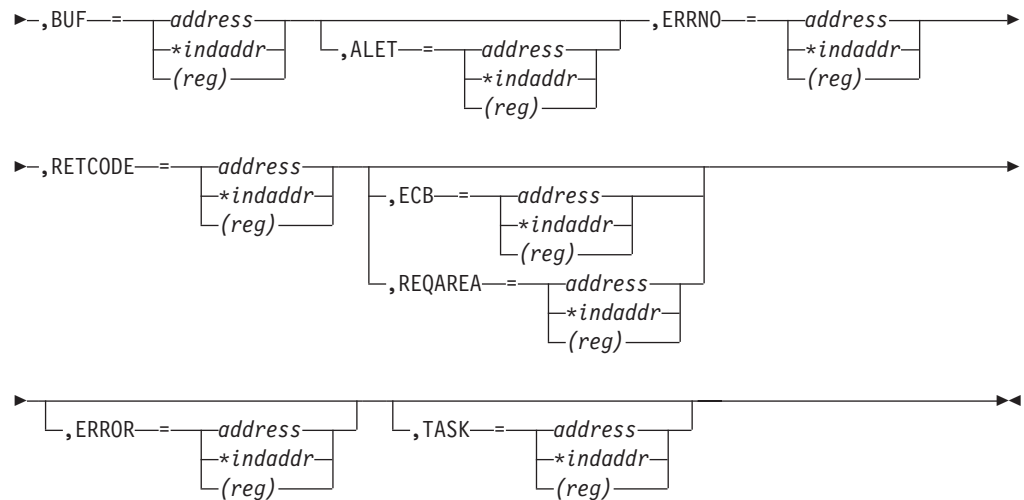 ,BUF = address ,ERRNO = address
*indaddr ,ALET = address *indaddr
(reg) *indaddr (reg)
(reg)
,RETCODE = address
*indaddr ,ECB = address
(reg) *indaddr
(reg)
,REQAREA = address
*indaddr
(reg)
,ERROR = address ,TASK = address
*indaddr *indaddr
(reg) (reg)